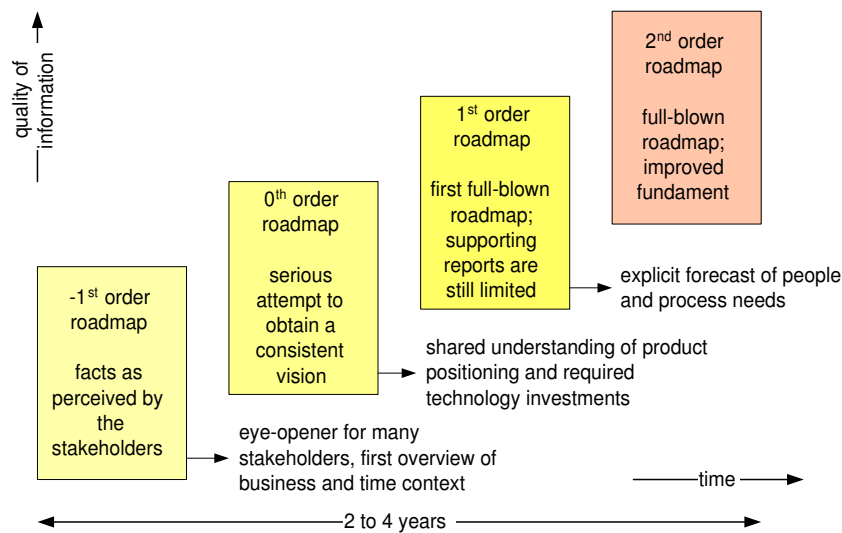 quality of
information
-1st order
roadmap
facts as
perceived by
the
stakeholders
eye-opener for many
stakeholders, first overview of
business and time context
0th order
roadmap
serious
attempt to
obtain a
consistent
vision
shared understanding of product
positioning and required
technology investments
1st order
roadmap
first full-blown
roadmap;
supporting
reports are
still limited
explicit forecast of people
and process needs
2nd order
roadmap
full-blown
roadmap;
improved
fundament
time
2 to 4 years